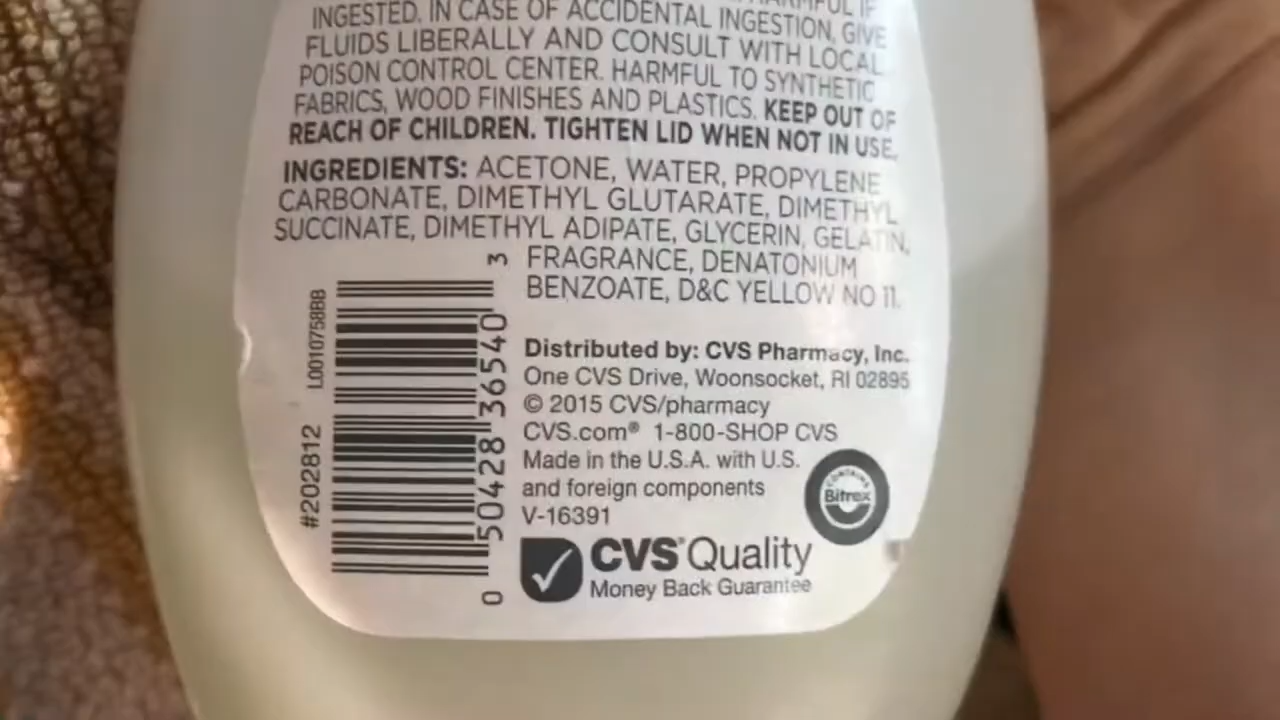 HARMFUL IF
INGESTED. IN CASE OF ACCIDENTAL INGESTION, GIVE
FLUIDS LIBERALLY AND CONSULT WITH LOCAL
POISON CONTROL CENTER. HARMFUL TO SYNTHETIC
FABRICS, WOOD FINISHES AND PLASTICS. KEEP OUT OF
REACH OF CHILDREN. TIGHTEN LID WHEN NOT IN USE.
INGREDIENTS: ACETONE, WATER, PROPYLENE
CARBONATE, DIMETHYL GLUTARATE, DIMETHYL
SUCCINATE, DIMETHYL ADIPATE, GLYCERIN, GELATIN,
FRAGRANCE, DENATONIUM
BENZOATE, D&C YELLOW NO 11.
L0010758BB
#202812
0 50428 36540 3
Distributed by: CVS Pharmacy, Inc.
One CVS Drive, Woonsocket, RI 02895
© 2015 CVS/pharmacy
CVS.com® 1-800-SHOP CVS
Made in the U.S.A. with U.S.
and foreign components
V-16391
CONTAINS
Bitrex
CVS® Quality
Money Back Guarantee